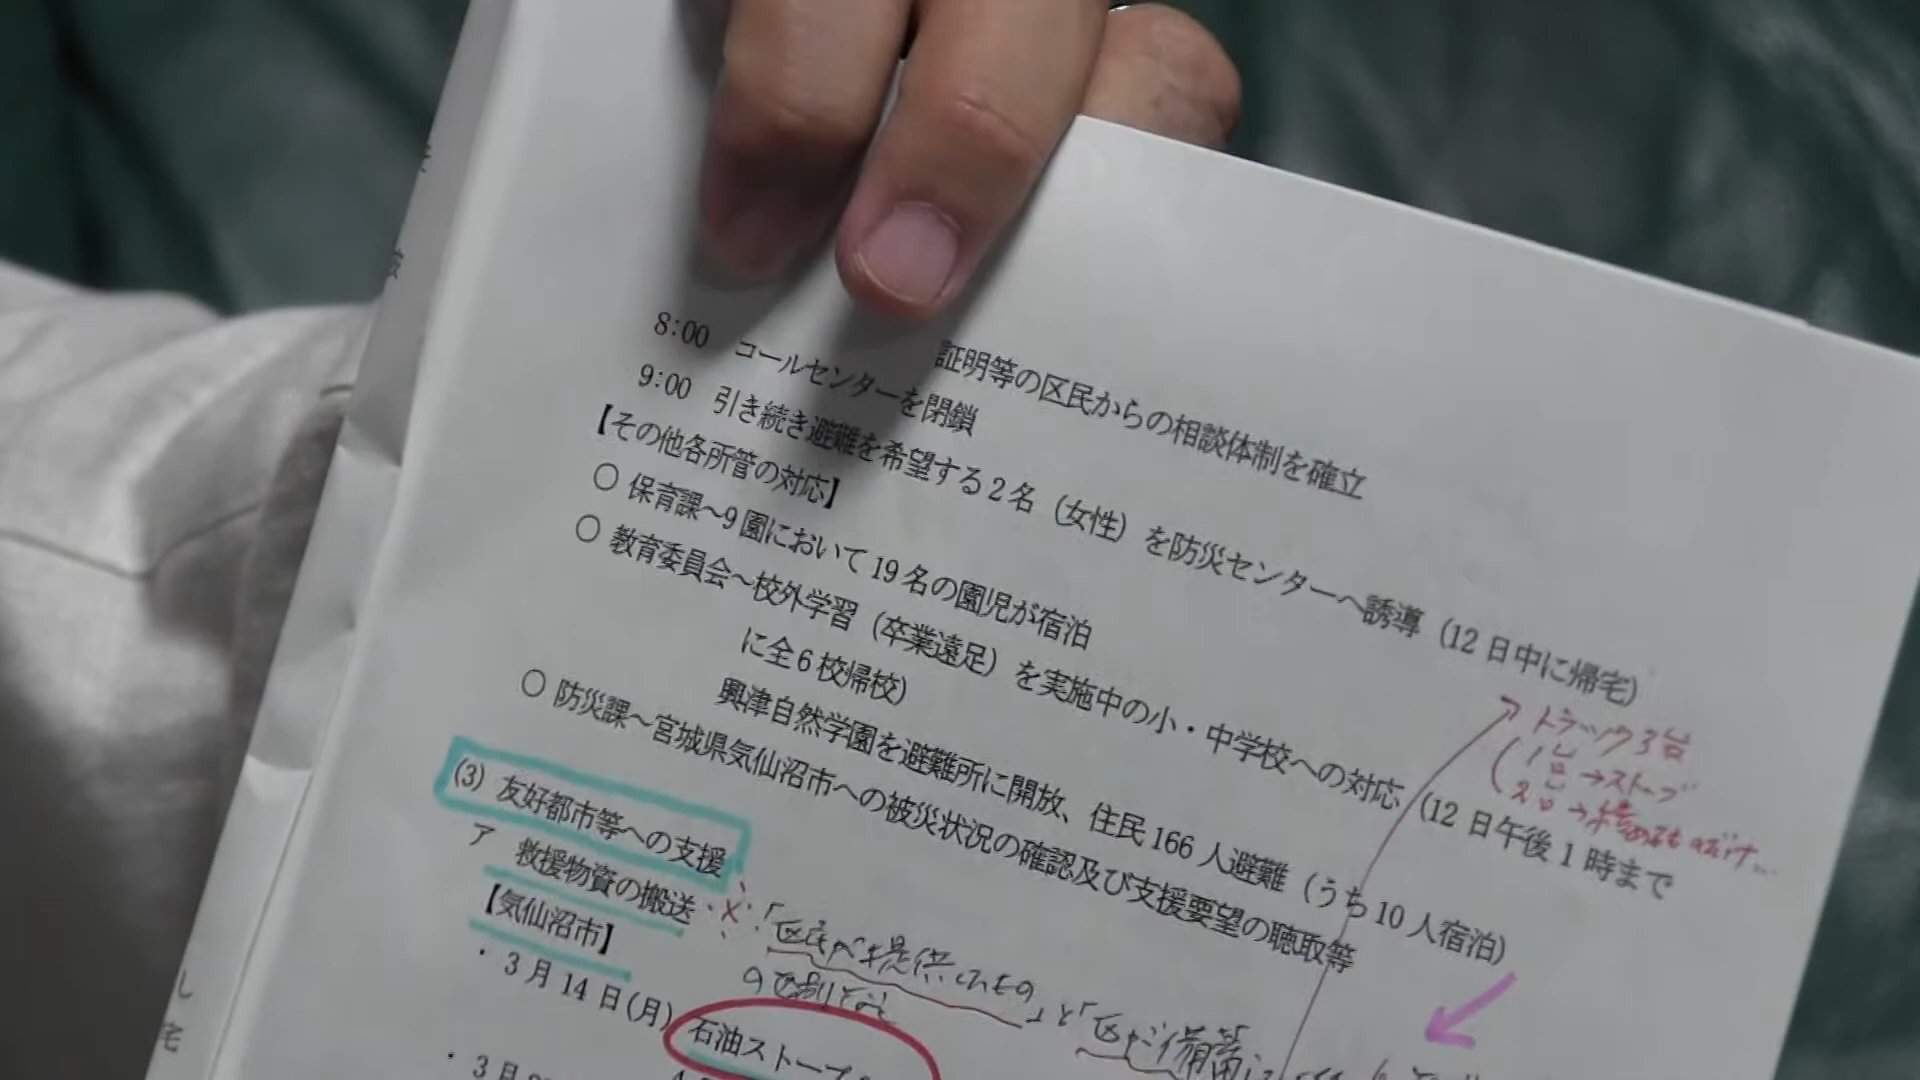 証明等の区民からの相談体制を確立
8:00 コールセンターを閉鎖
9:00 引き続き避難を希望する2名（女性）を防災センターへ誘導（12日中に帰宅）
【その他各所管の対応】
○ 保育課～9園において19名の園児が宿泊
○ 教育委員会～校外学習（卒業遠足）を実施中の小・中学校への対応（12日午後1時まで
に全6校帰校）
興津自然学園を避難所に開放、住民166人避難（うち10人宿泊）
○ 防災課～宮城県気仙沼市への被災状況の確認及び支援要望の聴取等
トラック3台
1台→ストーブ
2台→
(3) 友好都市等への支援
ア 救援物資の搬送
【気仙沼市】
※「区民が提供したもの」と「区が備蓄
・3月14日(月) 石油ストーブ
・3月